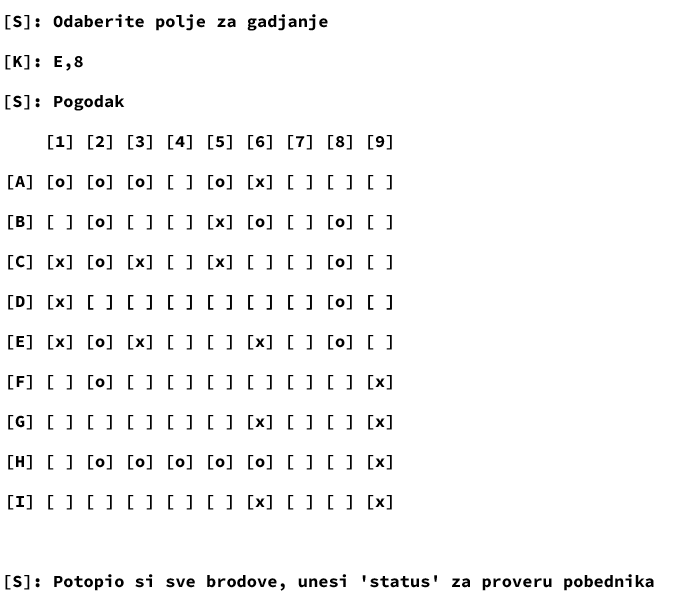 [S]: Odaberite polje za gadjanje
[K]: E,8
[S]: Pogodak
[1] [2] [3] [4] [5] [6] [7] [8] [9]
[A] [o] [o] [o] [ ] [o] [x] [ ] [ ] [ ]
[B] [ ] [o] [ ] [ ] [x] [o] [ ] [o] [ ]
[C] [x] [o] [x] [ ] [x] [ ] [ ] [o] [ ]
[D] [x] [ ] [ ] [ ] [ ] [ ] [ ] [o] [ ]
[E] [x] [o] [x] [ ] [ ] [x] [ ] [o] [ ]
[F] [ ] [o] [ ] [ ] [ ] [ ] [ ] [ ] [x]
[G] [ ] [ ] [ ] [ ] [ ] [x] [ ] [ ] [x]
[H] [ ] [o] [o] [o] [o] [o] [ ] [ ] [x]
[I] [ ] [ ] [ ] [ ] [ ] [x] [ ] [ ] [x]
[S]: Potopio si sve brodove, unesi 'status' za proveru pobednika